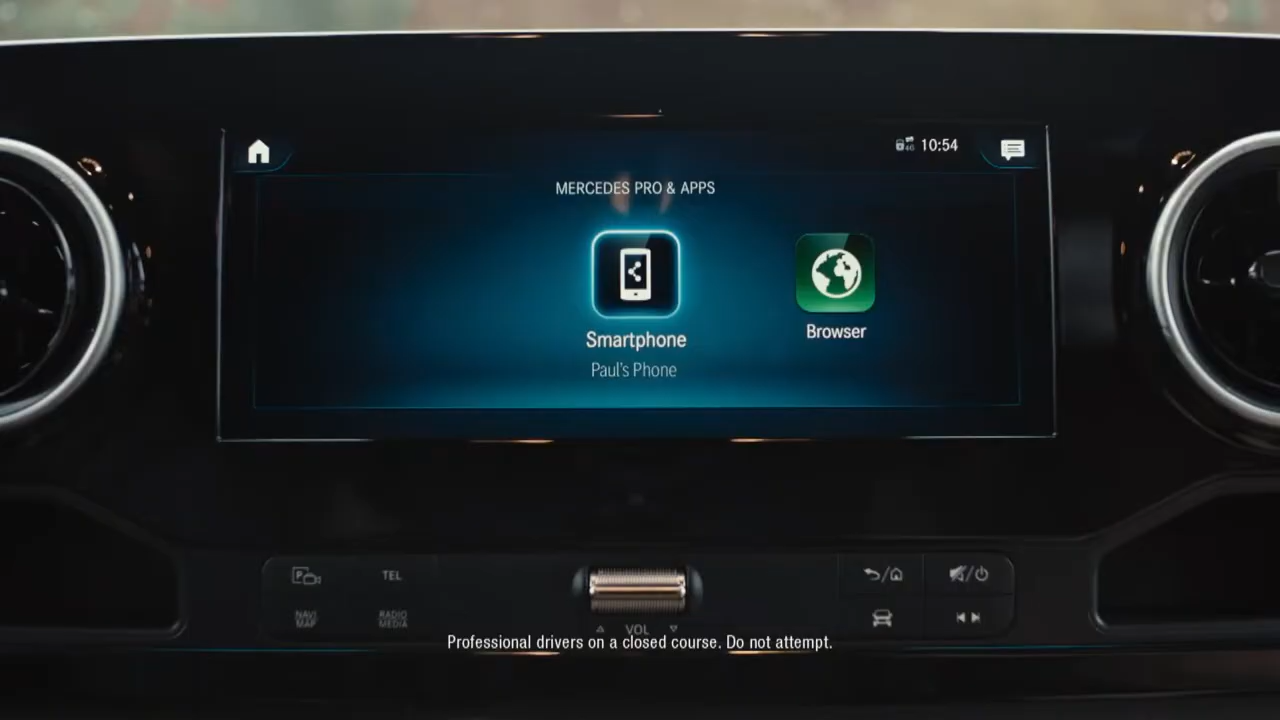 4G 10:54
MERCEDES PRO & APPS
Smartphone
Browser
Paul's Phone
P
TEL
NAVI
MAP
RADIO
MEDIA
VOL
Professional drivers on a closed course. Do not attempt.